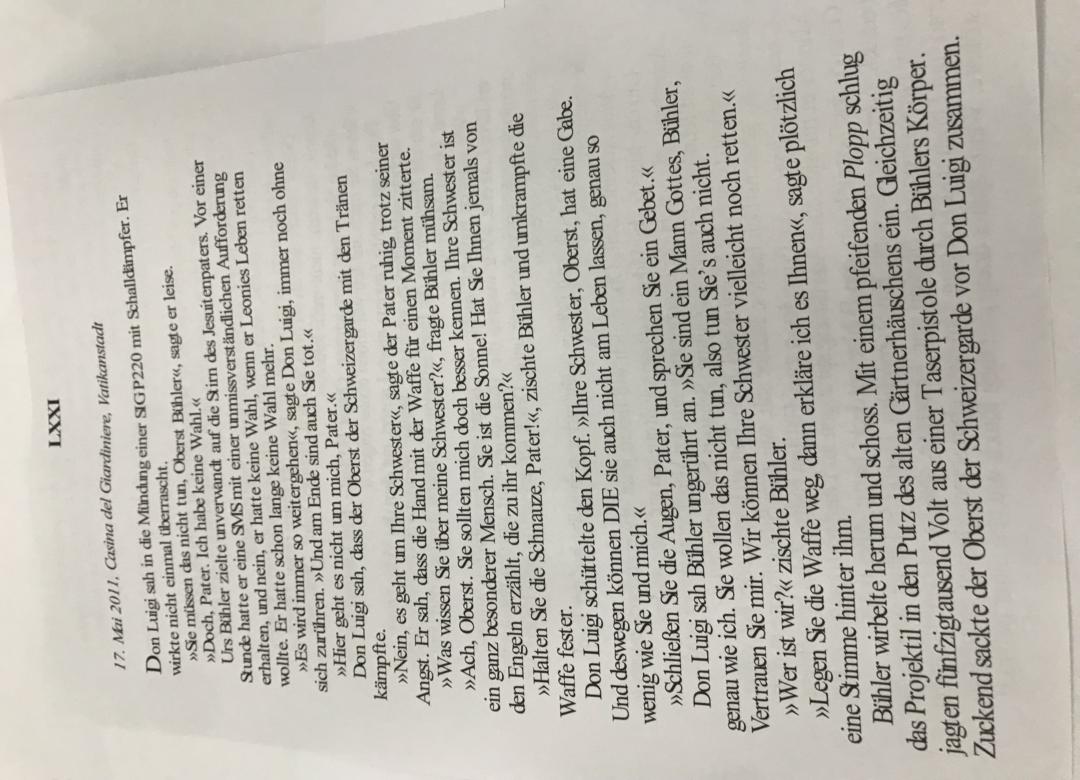 LXXI
17. Mai 2011, Casina del Giardiniere, Vatikanstadt
Don Luigi sah in die Mündung einer SIG P220 mit Schalldämpfer. Er
wirkte nicht einmal überrascht.
»Sie müssen das nicht tun, Oberst Bühler«, sagte er leise.
»Doch, Pater. Ich habe keine Wahl.«
Urs Bühler zielte unverwandt auf die Stirn des Jesuitenpaters. Vor einer
Stunde hatte er eine SMS mit einer unmissverständlichen Aufforderung
erhalten, und nein, er hatte keine Wahl, wenn er Leonies Leben retten
wollte. Er hatte schon lange keine Wahl mehr.
»Es wird immer so weitergehen«, sagte Don Luigi, immer noch ohne
sich zu rühren. »Und am Ende sind auch Sie tot.«
»Hier geht es nicht um mich, Pater.«
Don Luigi sah, dass der Oberst der Schweizergarde mit den Tränen
kämpfte.
»Nein, es geht um Ihre Schwester«, sagte der Pater ruhig, trotz seiner
Angst. Er sah, dass die Hand mit der Waffe für einen Moment zitterte.
»Was wissen Sie über meine Schwester?«, fragte Bühler mühsam.
»Ach, Oberst. Sie sollten mich doch besser kennen. Ihre Schwester ist
ein ganz besonderer Mensch. Sie ist die Sonne! Hat Sie Ihnen jemals von
den Engeln erzählt, die zu ihr kommen?«
»Halten Sie die Schnauze, Pater!«, zischte Bühler und umkrampfte die
Waffe fester.
Don Luigi schüttelte den Kopf. »Ihre Schwester, Oberst, hat eine Gabe.
Und deswegen können DIE sie auch nicht am Leben lassen, genau so
wenig wie Sie und mich.«
»Schließen Sie die Augen, Pater, und sprechen Sie ein Gebet.«
Don Luigi sah Bühler ungerührt an. »Sie sind ein Mann Gottes, Bühler,
genau wie ich. Sie wollen das nicht tun, also tun Sie's auch nicht.
Vertrauen Sie mir. Wir können Ihre Schwester vielleicht noch retten.«
»Wer ist wir?« zischte Bühler.
»Legen Sie die Waffe weg, dann erkläre ich es Ihnen«, sagte plötzlich
eine Stimme hinter ihm.
Bühler wirbelte herum und schoss. Mit einem pfeifenden Plopp schlug
das Projektil in den Putz des alten Gärtnerhäuschens ein. Gleichzeitig
jagten fünfzigtausend Volt aus einer Taserpistole durch Bühlers Körper.
Zuckend sackte der Oberst der Schweizergarde vor Don Luigi zusammen.